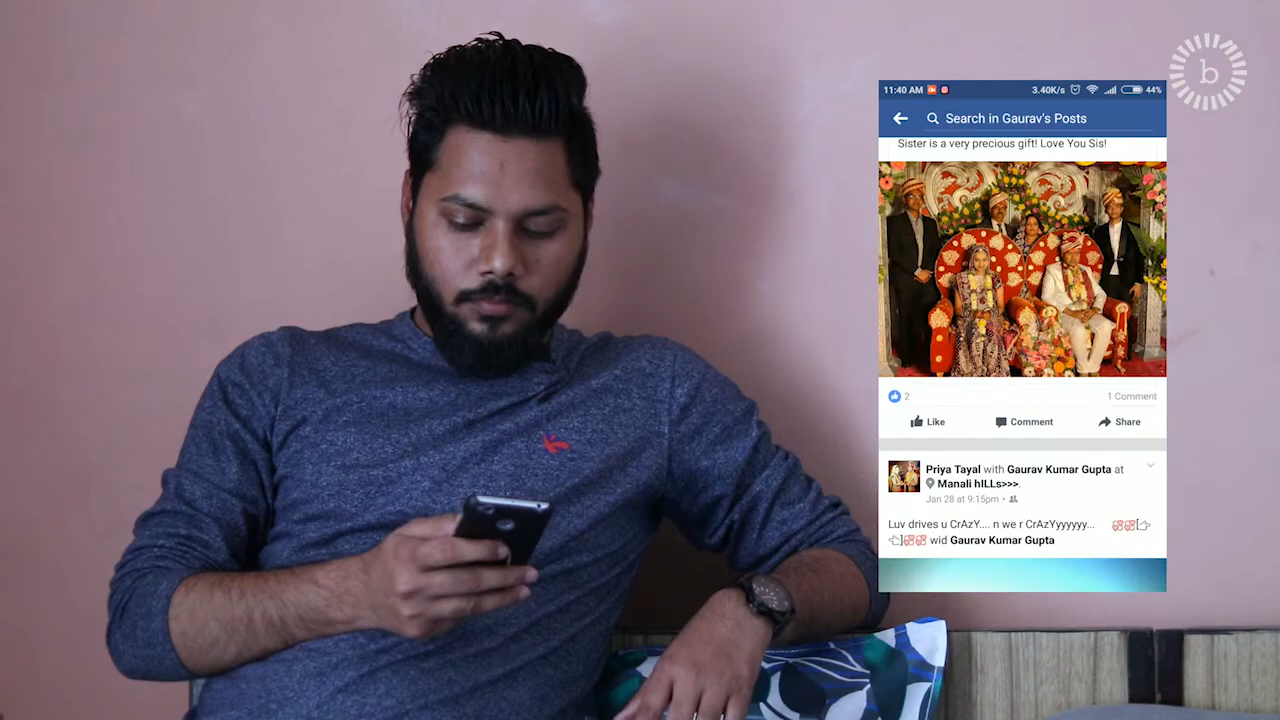 b
11:40 AM 3.40K/s 44%
Search in Gaurav's Posts
Sister is a very precious gift! Love You Sis!
2 1 Comment
Like Comment Share
Priya Tayal with Gaurav Kumar Gupta at
Manali hILLs>>>.
Jan 28 at 9:15pm •
Luv drives u CrAzY.... n we r CrAzYyyyyyy... 💞💞[👉
👈]💞💞 wid Gaurav Kumar Gupta